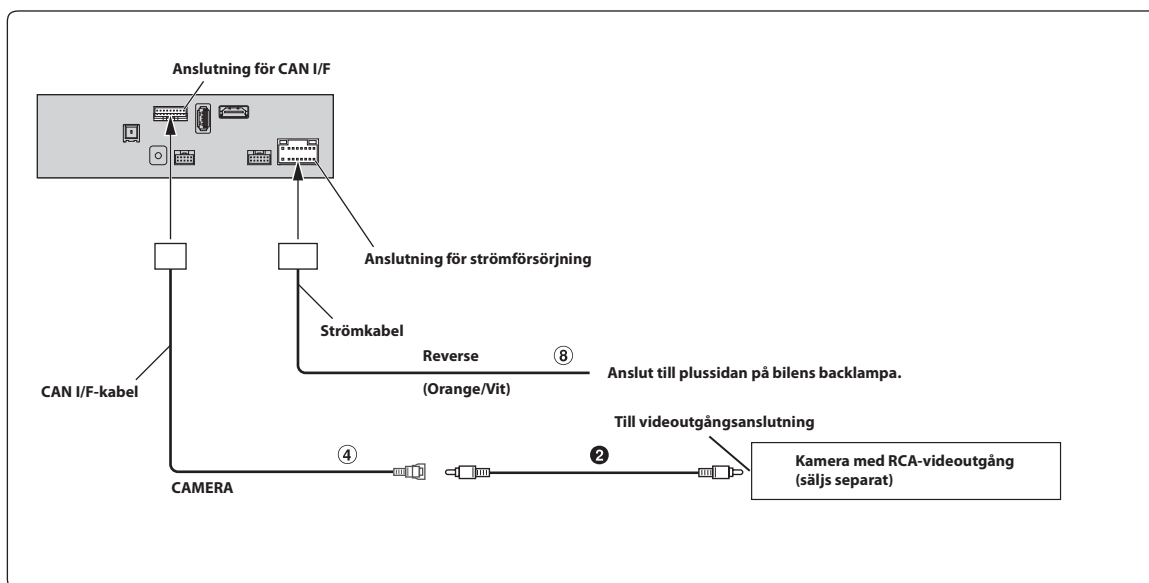 Anslutning för CAN I/F
Anslutning för strömförsörjning
Strömkabel
Reverse
⑧
Anslut till plussidan på bilens backlampa.
(Orange/Vit)
CAN I/F-kabel
Till videoutgångsanslutning
④
❷
Kamera med RCA-videoutgång
(säljs separat)
CAMERA